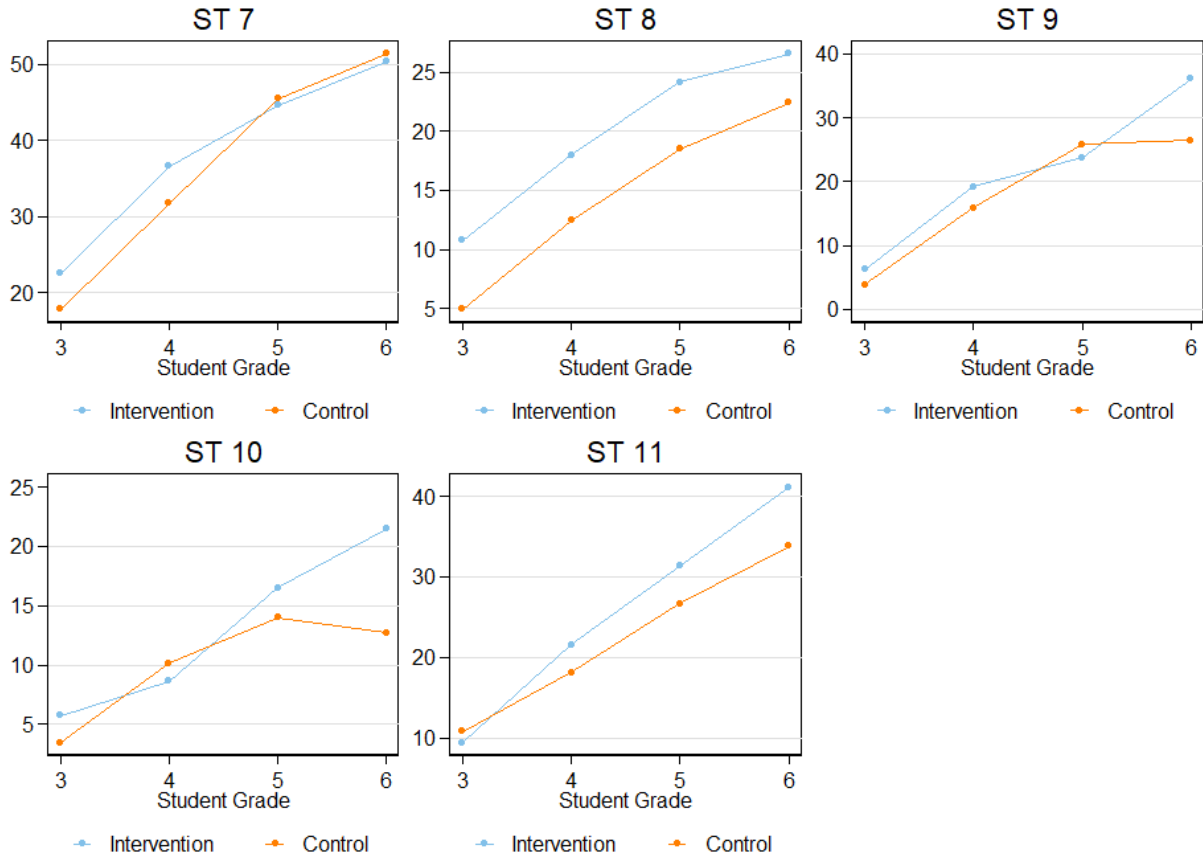 ST 7
50
40
30
20
3 4 5 6
Student Grade
Intervention Control
ST 8
25
20
15
10
5
3 4 5 6
Student Grade
Intervention Control
ST 9
40
30
20
10
0
3 4 5 6
Student Grade
Intervention Control
ST 10
25
20
15
10
5
3 4 5 6
Student Grade
Intervention Control
ST 11
40
30
20
10
3 4 5 6
Student Grade
Intervention Control